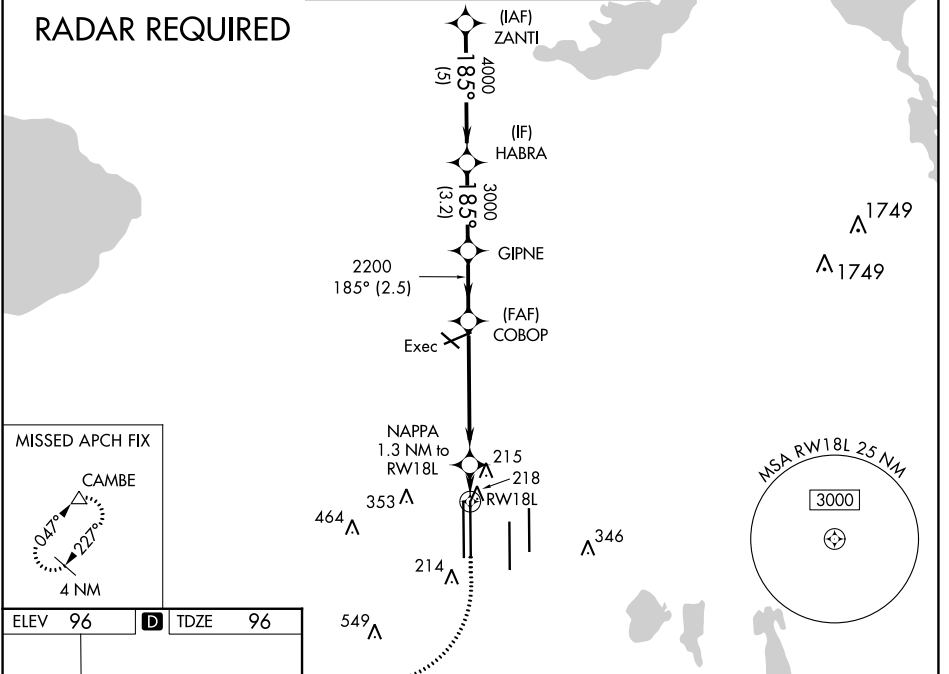 RADAR REQUIRED
(IAF)
ZANTI
4000
185°
(5)
(IF)
HABRA
3000
185°
(3.2)
GIPNE
2200
185° (2.5)
(FAF)
COBOP
Exec
1749
1749
NAPPA
1.3 NM to
RW18L
215
218
RW18L
353
464
346
214
549
MISSED APCH FIX
CAMBE
047°
227°
4 NM
MSA RW18L 25 NM
3000
ELEV 96 D TDZE 96